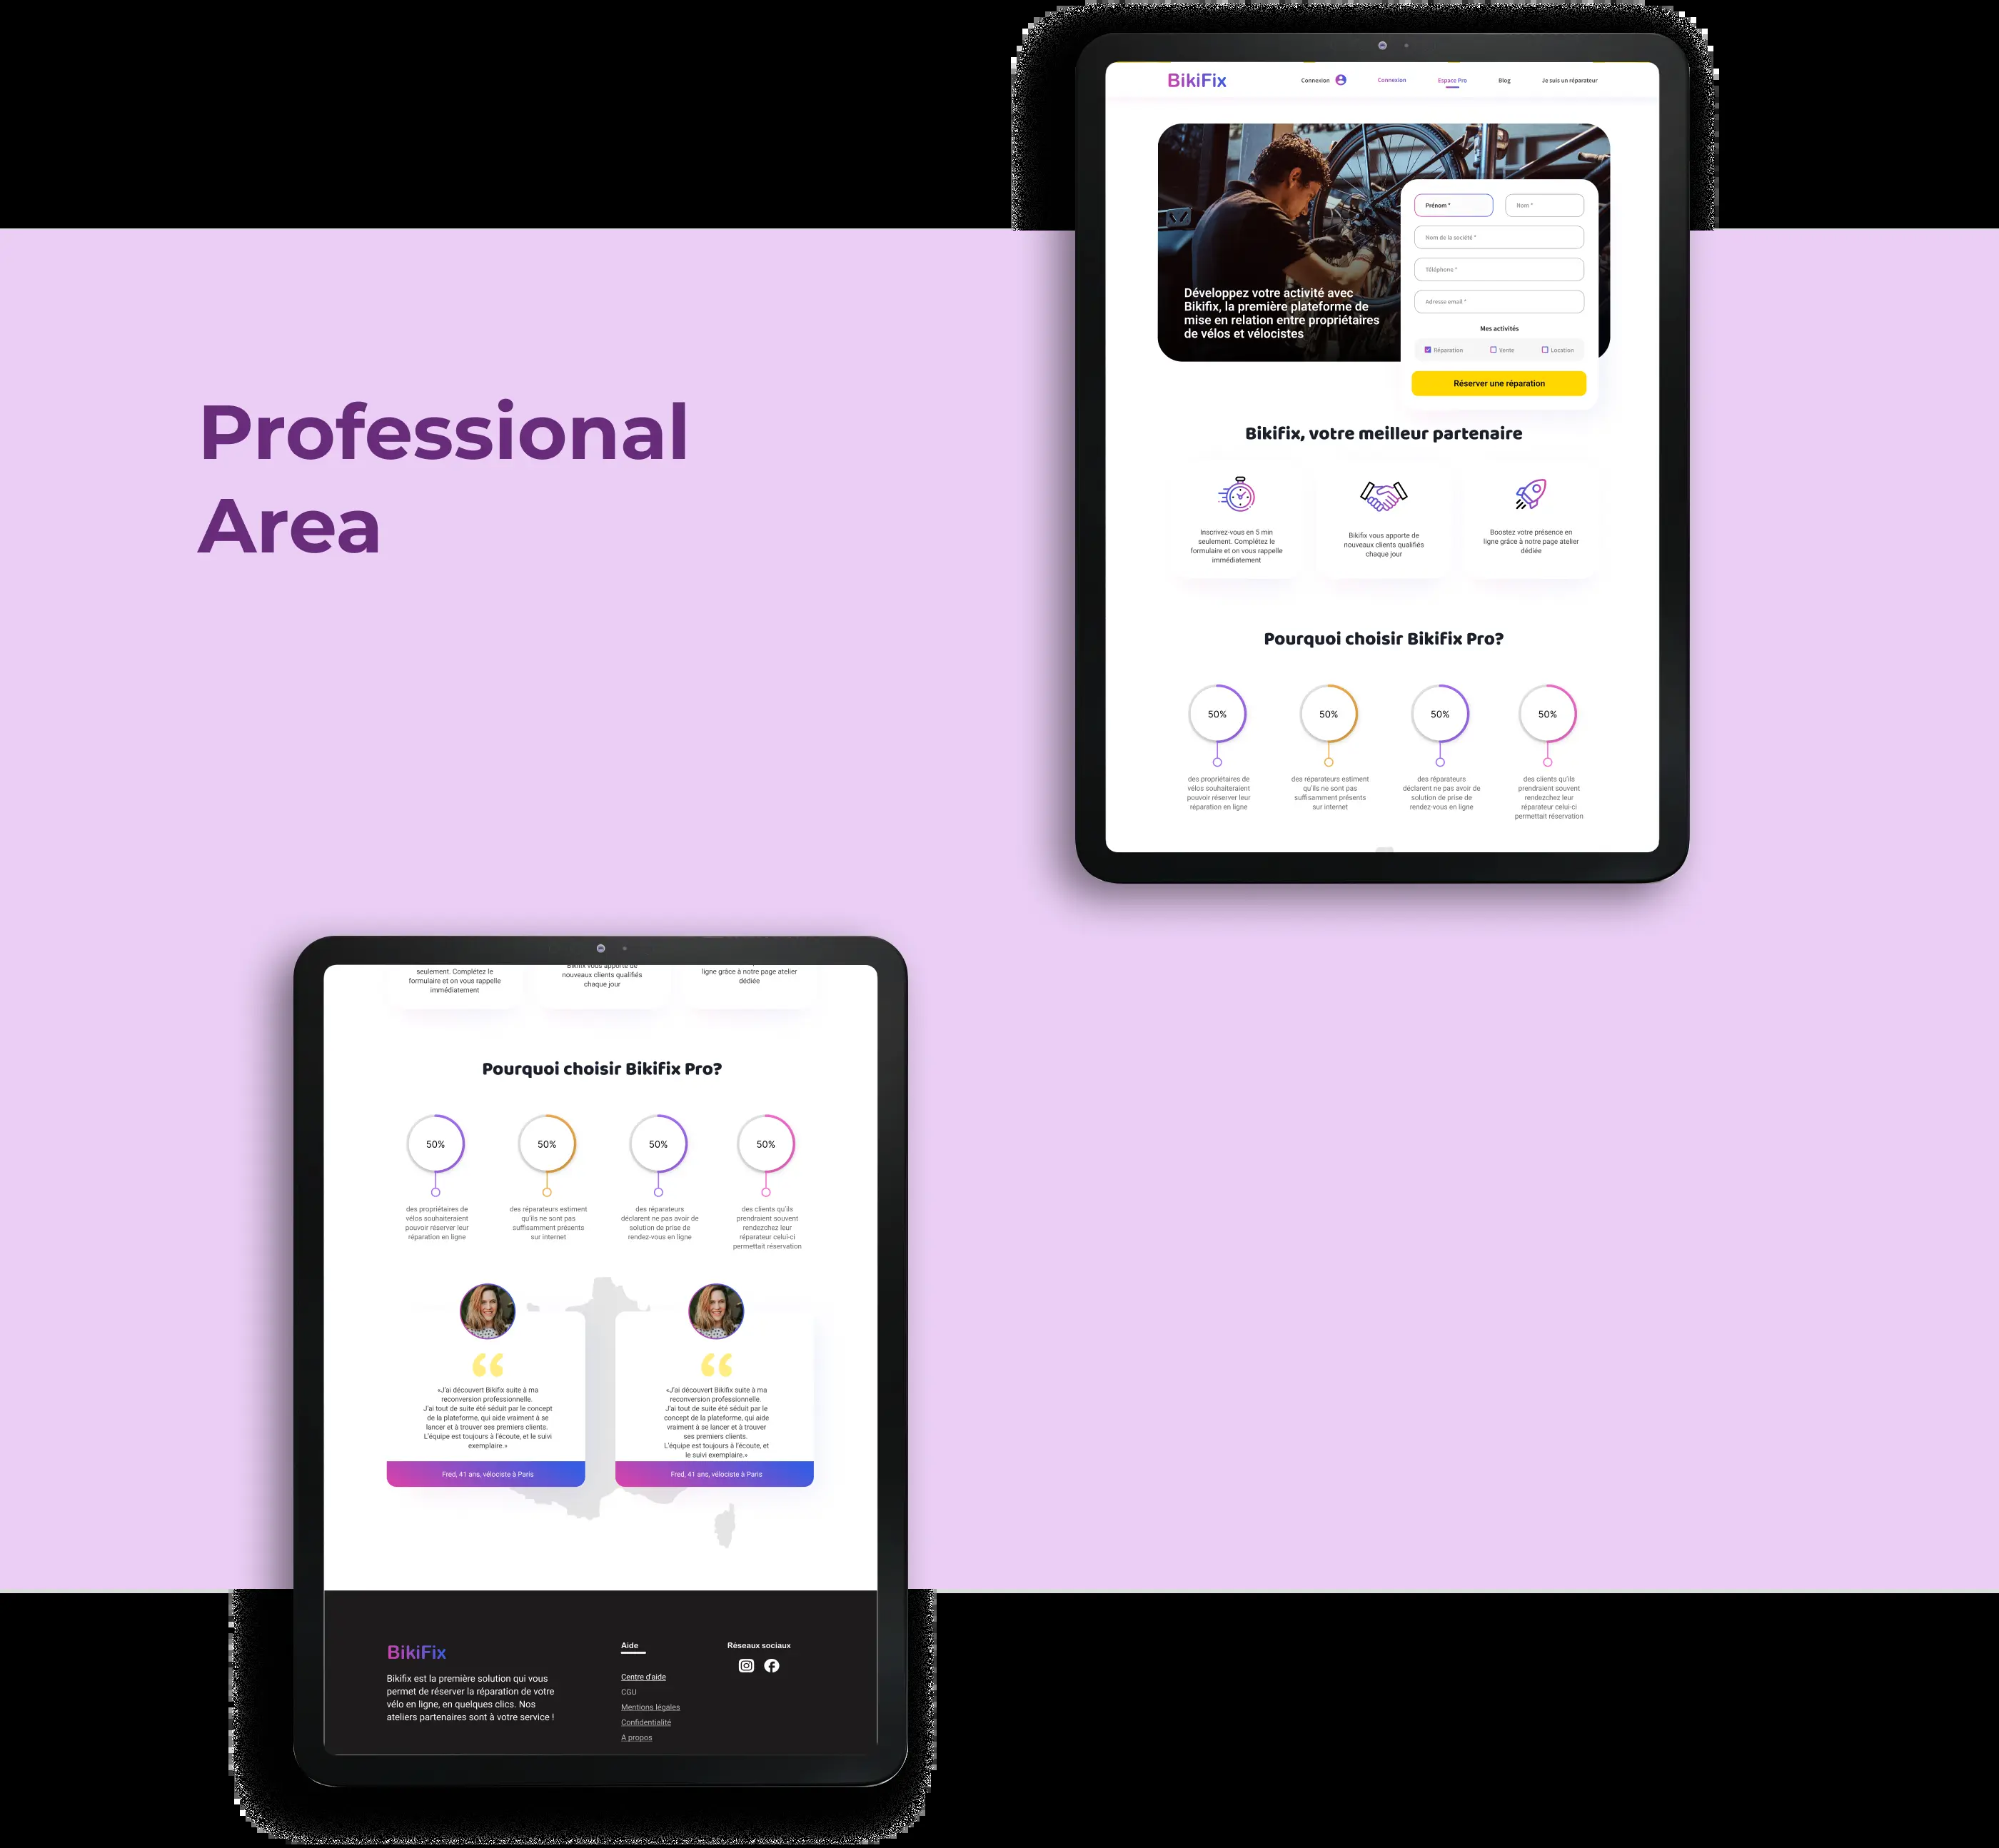 Professional
Area
BikiFix
Connexion
Connexion
Espace Pro
Blog
Je suis un réparateur
Développez votre activité avec
Bikifix, la première plateforme de
mise en relation entre propriétaires
de vélos et vélocistes
Prénom *
Nom *
Nom de la société *
Téléphone *
Adresse email *
Mes activités
Réparation
Vente
Location
Réserver une réparation
Bikifix, votre meilleur partenaire
Inscrivez-vous en 5 min
seulement. Complétez le
formulaire et on vous rappelle
immédiatement
Bikifix vous apporte de
nouveaux clients qualifiés
chaque jour
Boostez votre présence en
ligne grâce à notre page atelier
dédiée
Pourquoi choisir Bikifix Pro?
50%
50%
50%
50%
des propriétaires de
vélos souhaiteraient
pouvoir réserver leur
réparation en ligne
des réparateurs estiment
qu'ils ne sont pas
suffisamment présents
sur internet
des réparateurs
déclarent ne pas avoir de
solution de prise de
rendez-vous en ligne
des clients qu'ils
prendraient souvent
rendezchez leur
réparateur celui-ci
permettait réservation
seulement. Complétez le
formulaire et on vous rappelle
immédiatement
Bikifix vous apporte de
nouveaux clients qualifiés
chaque jour
ligne grâce à notre page atelier
dédiée
Pourquoi choisir Bikifix Pro?
50%
50%
50%
50%
des propriétaires de
vélos souhaiteraient
pouvoir réserver leur
réparation en ligne
des réparateurs estiment
qu'ils ne sont pas
suffisamment présents
sur internet
des réparateurs
déclarent ne pas avoir de
solution de prise de
rendez-vous en ligne
des clients qu'ils
prendraient souvent
rendezchez leur
réparateur celui-ci
permettait réservation
«J'ai découvert Bikifix suite à ma
reconversion professionnelle.
J'ai tout de suite été séduit par le concept
de la plateforme, qui aide vraiment à se
lancer et à trouver ses premiers clients.
L'équipe est toujours à l'écoute, et le suivi
exemplaire.»
Fred, 41 ans, vélociste à Paris
«J'ai découvert Bikifix suite à ma
reconversion professionnelle.
J'ai tout de suite été séduit par le
concept de la plateforme, qui aide
vraiment à se lancer et à trouver
ses premiers clients.
L'équipe est toujours à l'écoute, et
le suivi exemplaire.»
Fred, 41 ans, vélociste à Paris
BikiFix
Bikifix est la première solution qui vous
permet de réserver la réparation de votre
vélo en ligne, en quelques clics. Nos
ateliers partenaires sont à votre service !
Aide
Centre d'aide
CGU
Mentions légales
Confidentialité
A propos
Réseaux sociaux